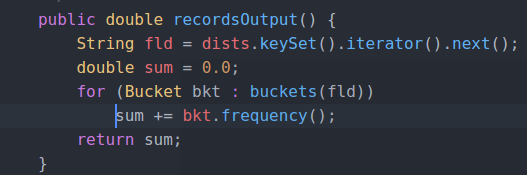 public double recordsOutput() {
    String fld = dists.keySet().iterator().next();
    double sum = 0.0;
    for (Bucket bkt : buckets(fld))
        sum += bkt.frequency();
    return sum;
}